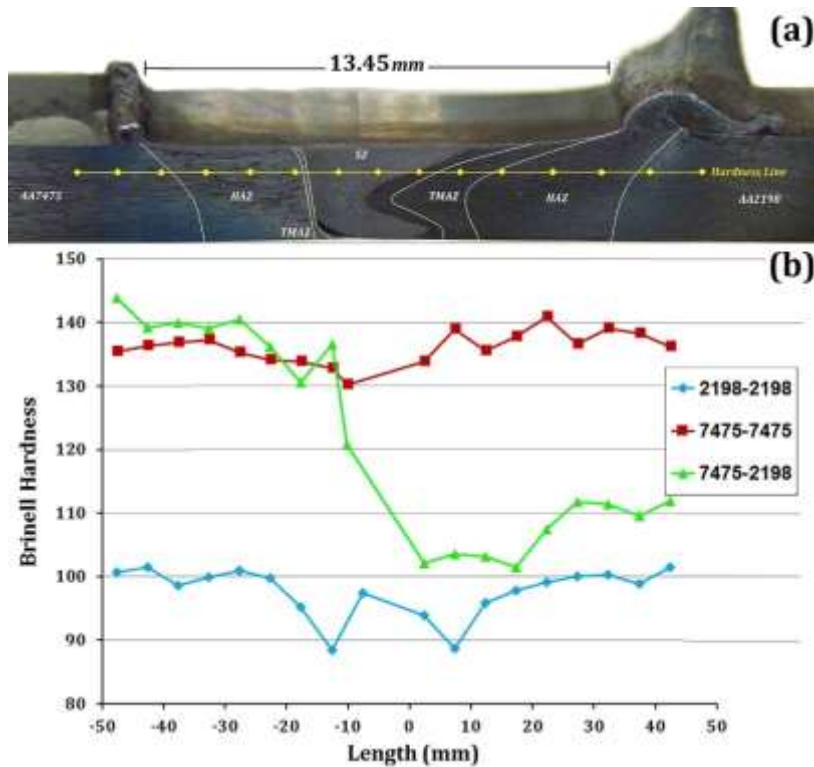 (a)
13.45mm
SZ
Hardness Line
AA7475
HAZ
TMAZ
HAZ
AA2198
TMAZ
(b)
150
140
130
120
110
100
90
80
-50
-40
-30
-20
-10
0
10
20
30
40
50
Brinell Hardness
Length (mm)
2198-2198
7475-7475
7475-2198